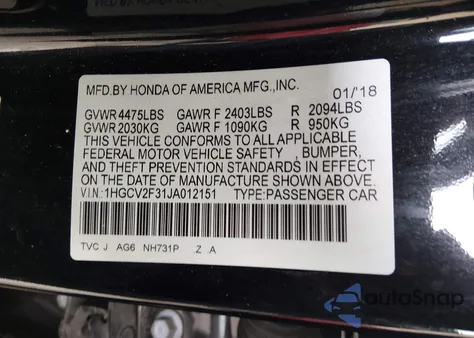 MFD.BY HONDA OF AMERICA MFG.,INC. 01/'18
GVWR 4475LBS GAWR F 2403LBS R 2094LBS
GVWR 2030KG GAWR F 1090KG R 950KG
THIS VEHICLE CONFORMS TO ALL APPLICABLE
FEDERAL MOTOR VEHICLE SAFETY , BUMPER,
AND THEFT PREVENTION STANDARDS IN EFFECT
ON THE DATE OF MANUFACTURE SHOWN ABOVE.
V.I.N.:1HGCV2F31JA012151 TYPE:PASSENGER CAR
TVC J AG6 NH731P Z A
autoSnap